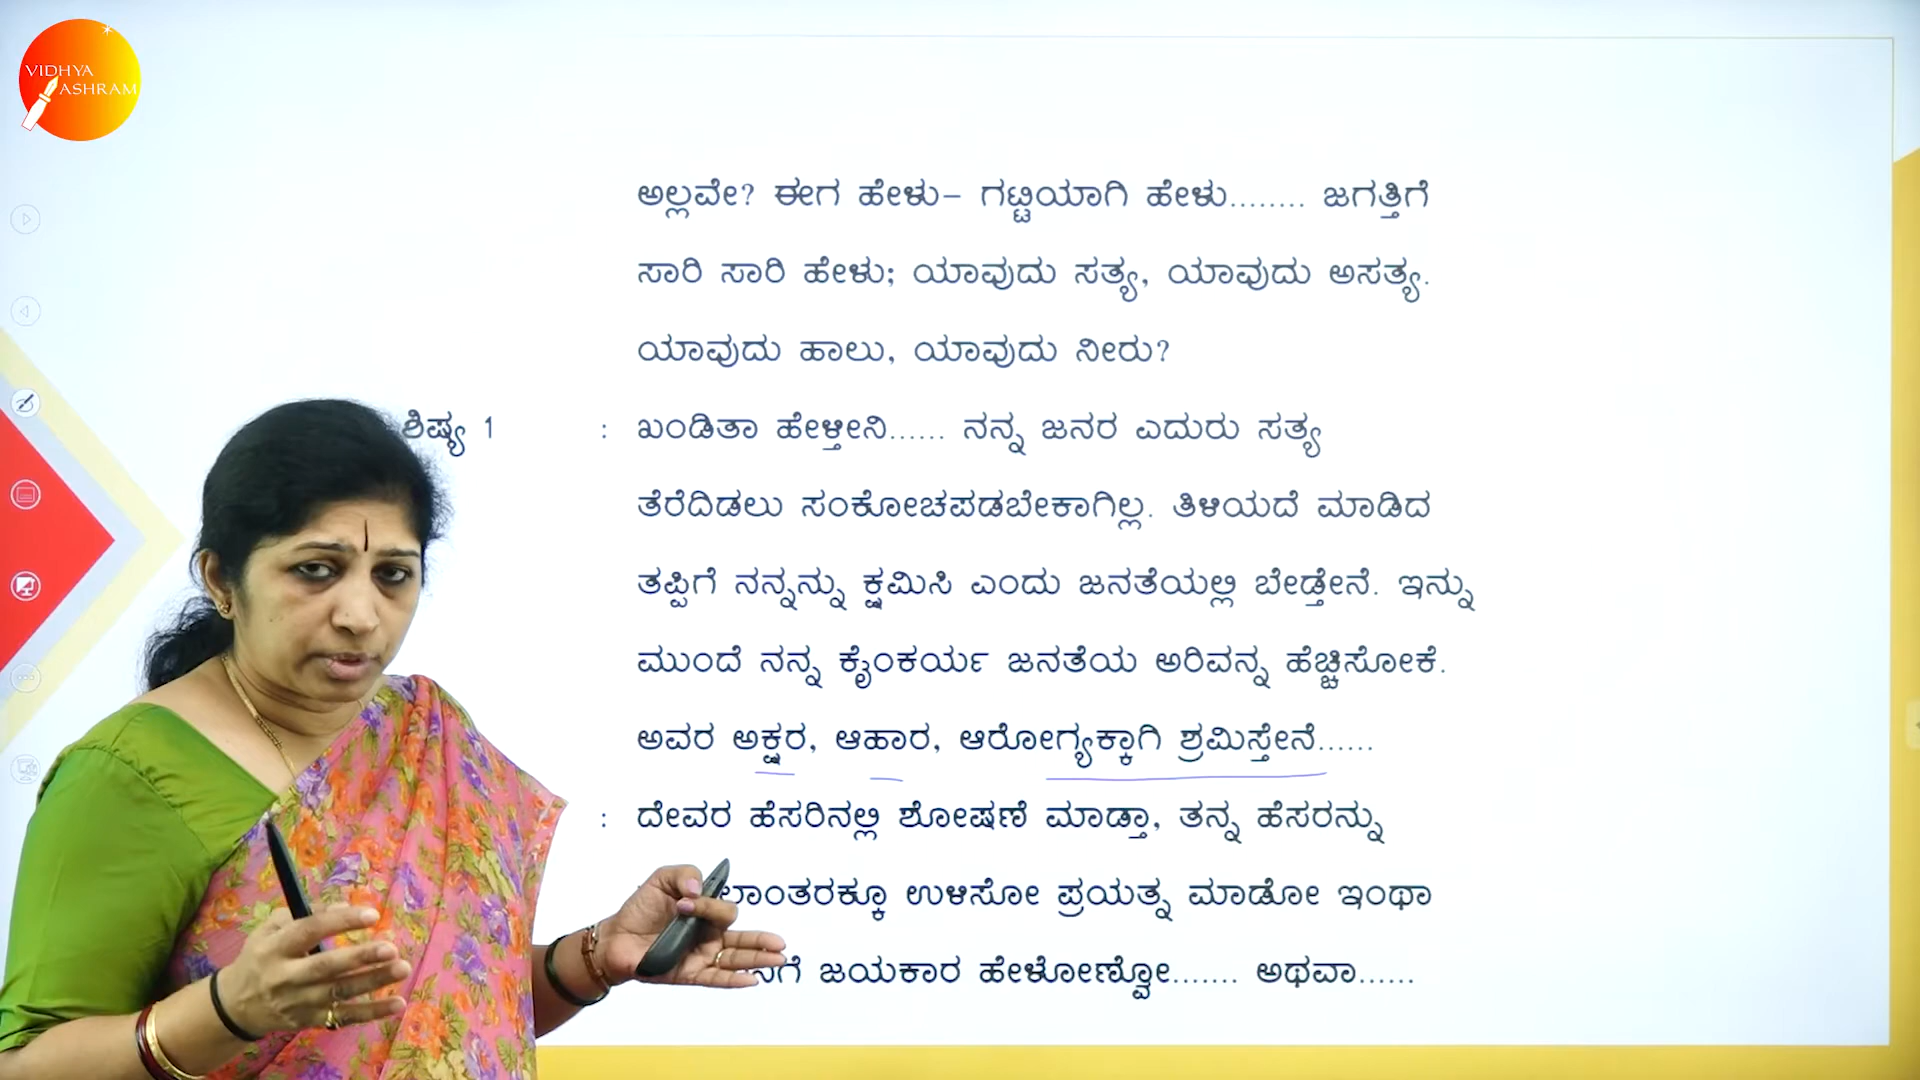 VIDHYA
ASHRAM
ಅಲ್ಲವೇ? ಈಗ ಹೇಳು– ಗಟ್ಟಿಯಾಗಿ ಹೇಳು........ ಜಗತ್ತಿಗೆ
ಸಾರಿ ಸಾರಿ ಹೇಳು; ಯಾವುದು ಸತ್ಯ, ಯಾವುದು ಅಸತ್ಯ.
ಯಾವುದು ಹಾಲು, ಯಾವುದು ನೀರು?
ಶಿಷ್ಯ 1 : ಖಂಡಿತಾ ಹೇಳ್ತೀನಿ...... ನನ್ನ ಜನರ ಎದುರು ಸತ್ಯ
ತೆರೆದಿಡಲು ಸಂಕೋಚಪಡಬೇಕಾಗಿಲ್ಲ. ತಿಳಿಯದೆ ಮಾಡಿದ
ತಪ್ಪಿಗೆ ನನ್ನನ್ನು ಕ್ಷಮಿಸಿ ಎಂದು ಜನತೆಯಲ್ಲಿ ಬೇಡ್ತೇನೆ. ಇನ್ನು
ಮುಂದೆ ನನ್ನ ಕೈಂಕರ್ಯ ಜನತೆಯ ಅರಿವನ್ನ ಹೆಚ್ಚಿಸೋಕೆ.
ಅವರ ಅಕ್ಷರ, ಆಹಾರ, ಆರೋಗ್ಯಕ್ಕಾಗಿ ಶ್ರಮಿಸ್ತೇನೆ......
: ದೇವರ ಹೆಸರಿನಲ್ಲಿ ಶೋಷಣೆ ಮಾಡ್ತಾ, ತನ್ನ ಹೆಸರನ್ನು
ಉಳಿಸೋ ಪ್ರಯತ್ನ ಮಾಡೋ ಇಂಥಾ
ಜಯಕಾರ ಹೇಳೋಣ್ವೋ....... ಅಥವಾ......